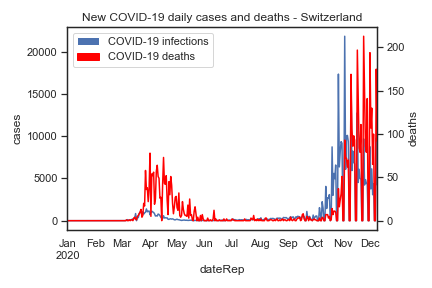 New COVID-19 daily cases and deaths - Switzerland
COVID-19 infections
COVID-19 deaths
20000
15000
10000
5000
0
cases
200
150
100
50
0
deaths
Jan Feb Mar Apr May Jun Jul Aug Sep Oct Nov Dec
2020
dateRep